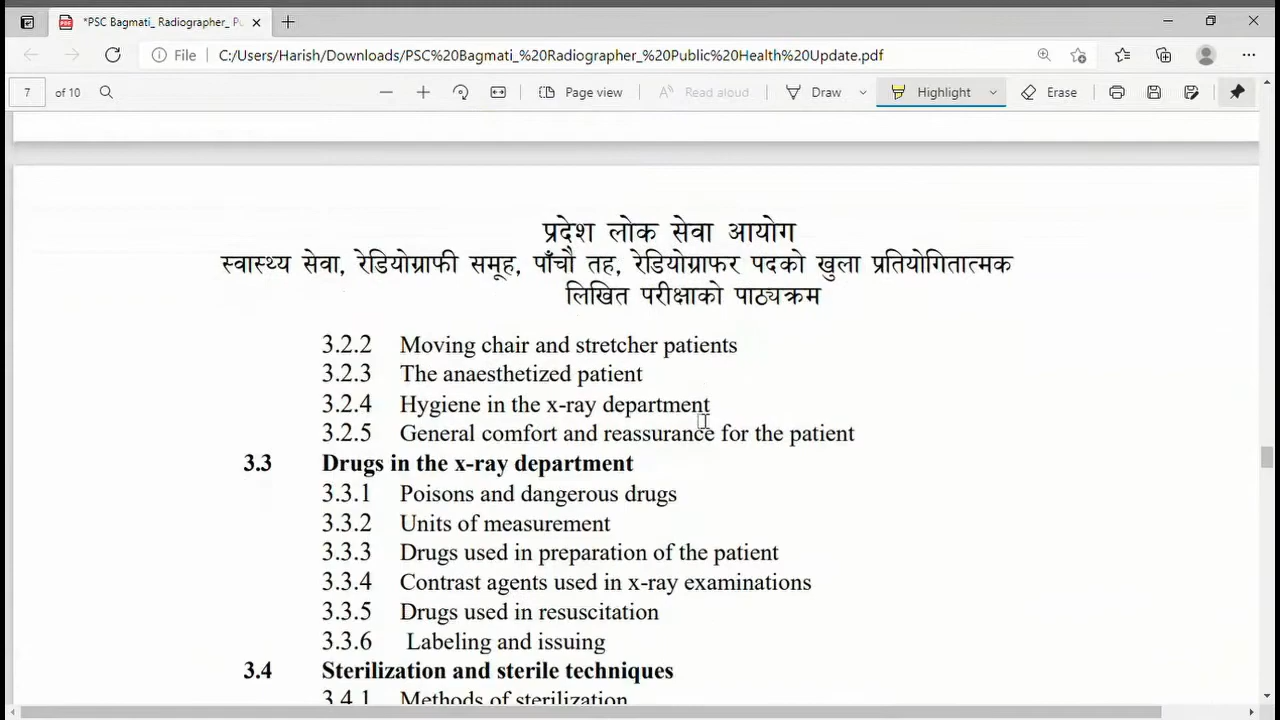 *PSC Bagmati_ Radiographer_ Pu
File C:/Users/Harish/Downloads/PSC%20Bagmati_%20Radiographer_%20Public%20Health%20Update.pdf
7 of 10 Page view Read aloud Draw Highlight Erase
प्रदेश लोक सेवा आयोग
स्वास्थ्य सेवा, रेडियोग्राफी समूह, पाँचौ तह, रेडियोग्राफर पदको खुला प्रतियोगितात्मक
लिखित परीक्षाको पाठ्यक्रम
3.2.2 Moving chair and stretcher patients
3.2.3 The anaesthetized patient
3.2.4 Hygiene in the x-ray department
3.2.5 General comfort and reassurance for the patient
3.3 Drugs in the x-ray department
3.3.1 Poisons and dangerous drugs
3.3.2 Units of measurement
3.3.3 Drugs used in preparation of the patient
3.3.4 Contrast agents used in x-ray examinations
3.3.5 Drugs used in resuscitation
3.3.6 Labeling and issuing
3.4 Sterilization and sterile techniques
3.4.1 Methods of sterilization